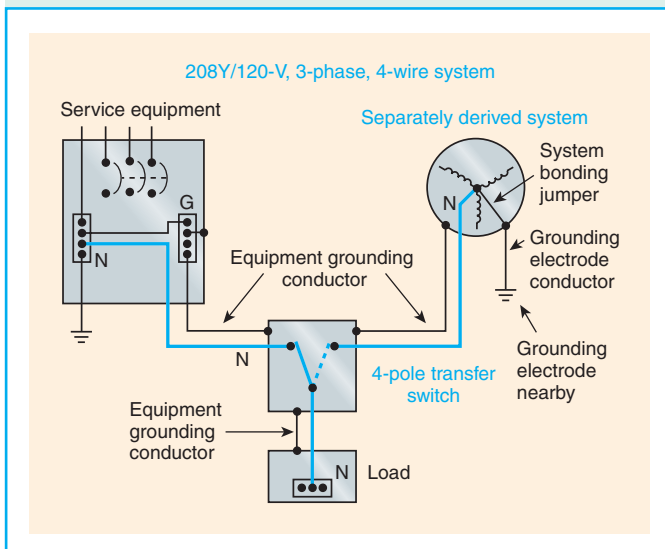 208Y/120-V, 3-phase, 4-wire system
Service equipment
Separately derived system
System
bonding
jumper
G
N
N
Equipment grounding
conductor
Grounding
electrode
conductor
N
4-pole transfer
switch
Grounding
electrode
nearby
Equipment
grounding
conductor
N
Load